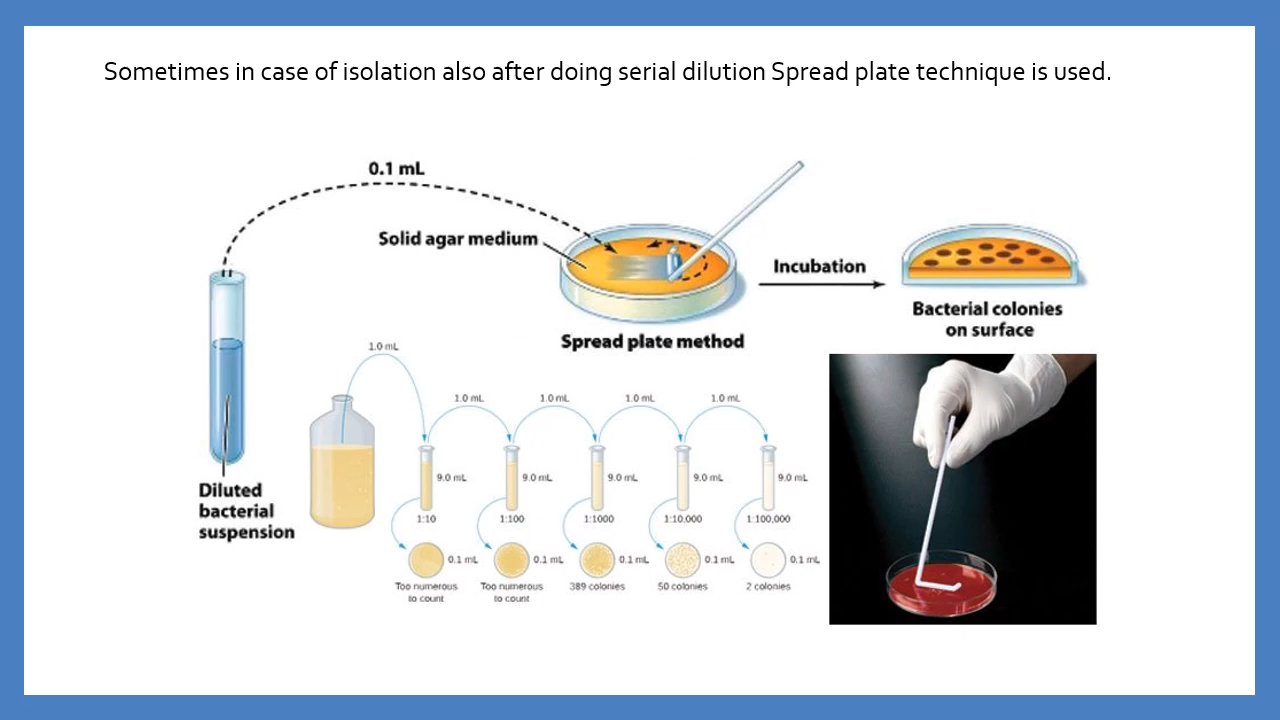 Sometimes in case of isolation also after doing serial dilution Spread plate technique is used.
0.1 mL
Solid agar medium
Incubation
Bacterial colonies
on surface
Spread plate method
Diluted
bacterial
suspension
1.0 mL
1.0 mL
1.0 mL
1.0 mL
1.0 mL
9.0 mL
9.0 mL
9.0 mL
9.0 mL
9.0 mL
1:10
1:100
1:1000
1:10,000
1:100,000
0.1 mL
0.1 mL
0.1 mL
0.1 mL
0.1 mL
Too numerous
to count
Too numerous
to count
389 colonies
50 colonies
2 colonies